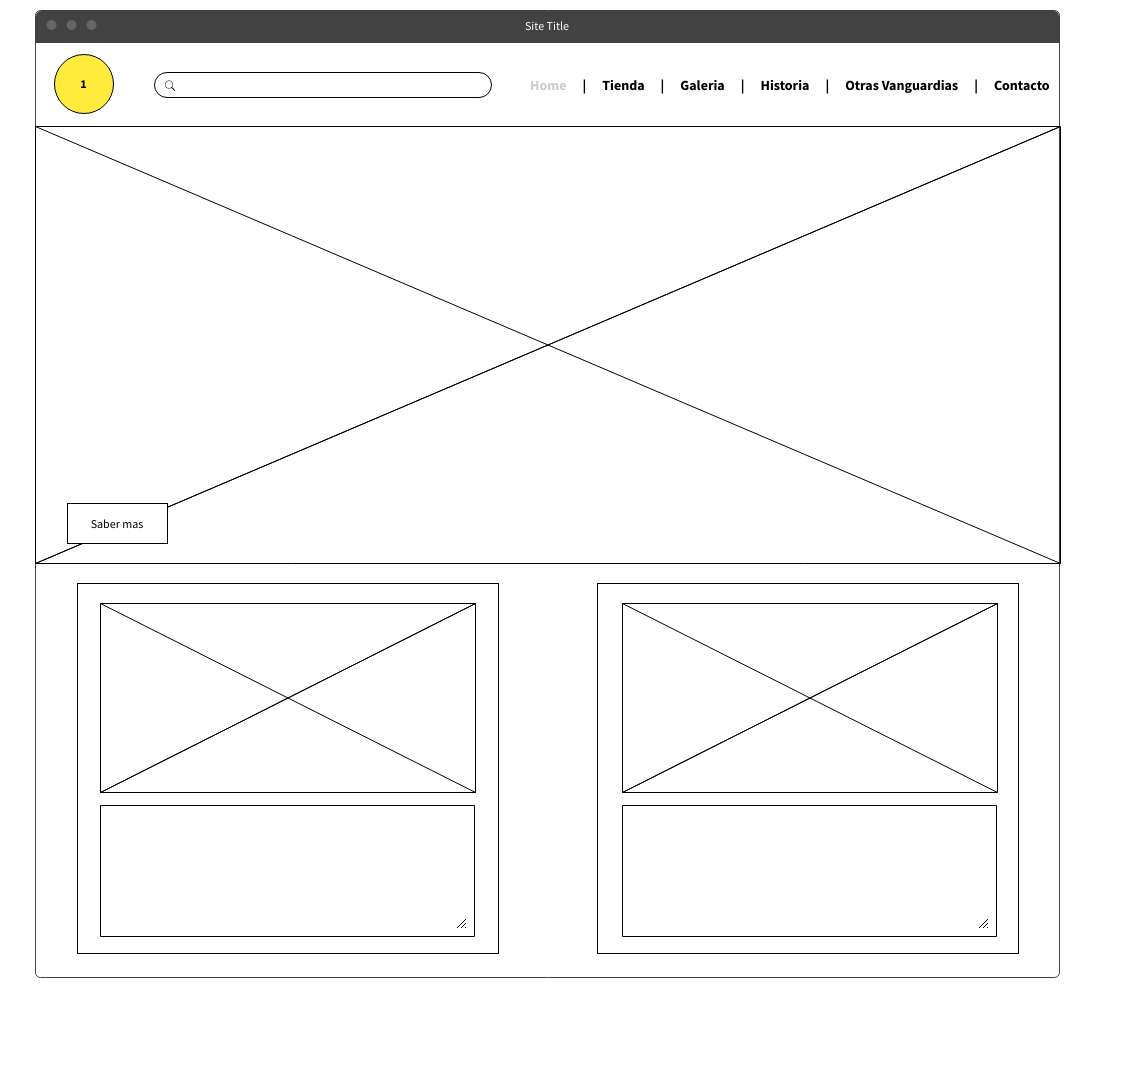 Site Title
1
Home | Tienda | Galeria | Historia | Otras Vanguardias | Contacto
Saber mas